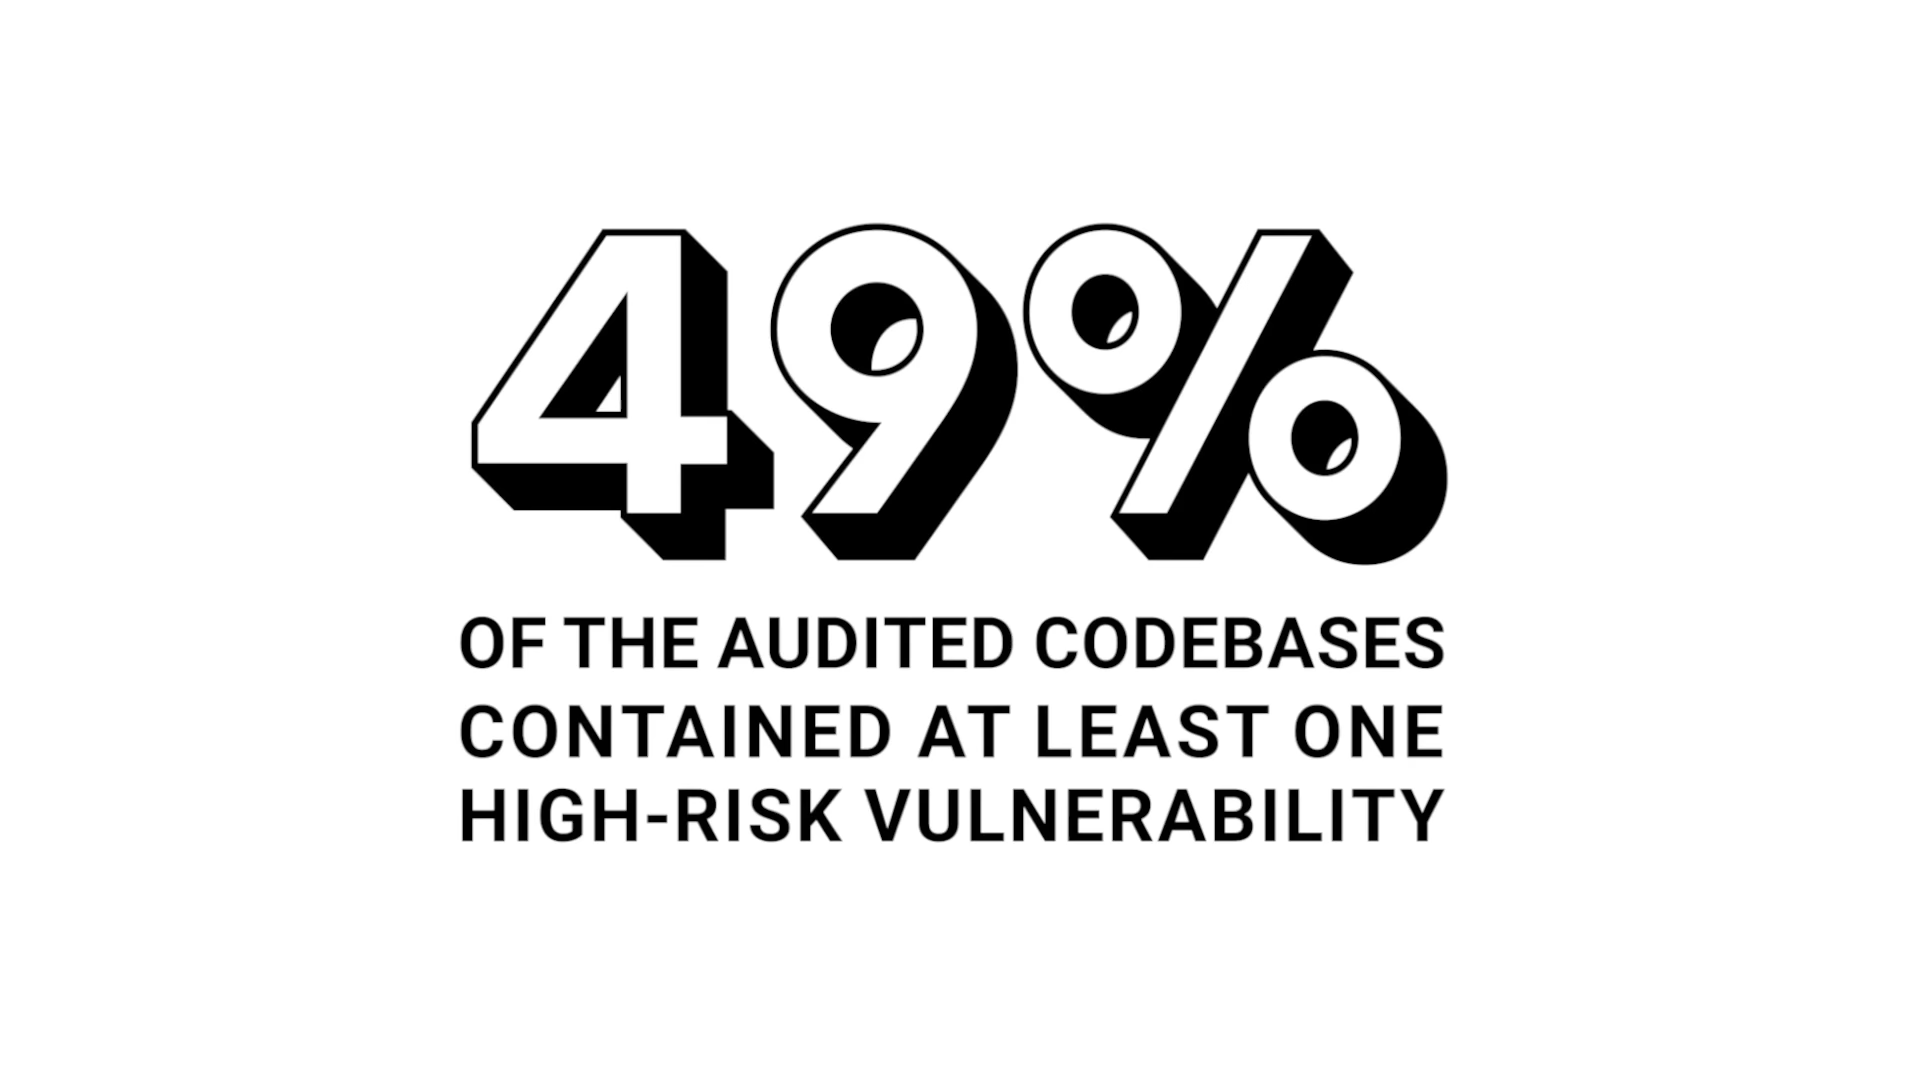 49%
OF THE AUDITED CODEBASES
CONTAINED AT LEAST ONE
HIGH-RISK VULNERABILITY